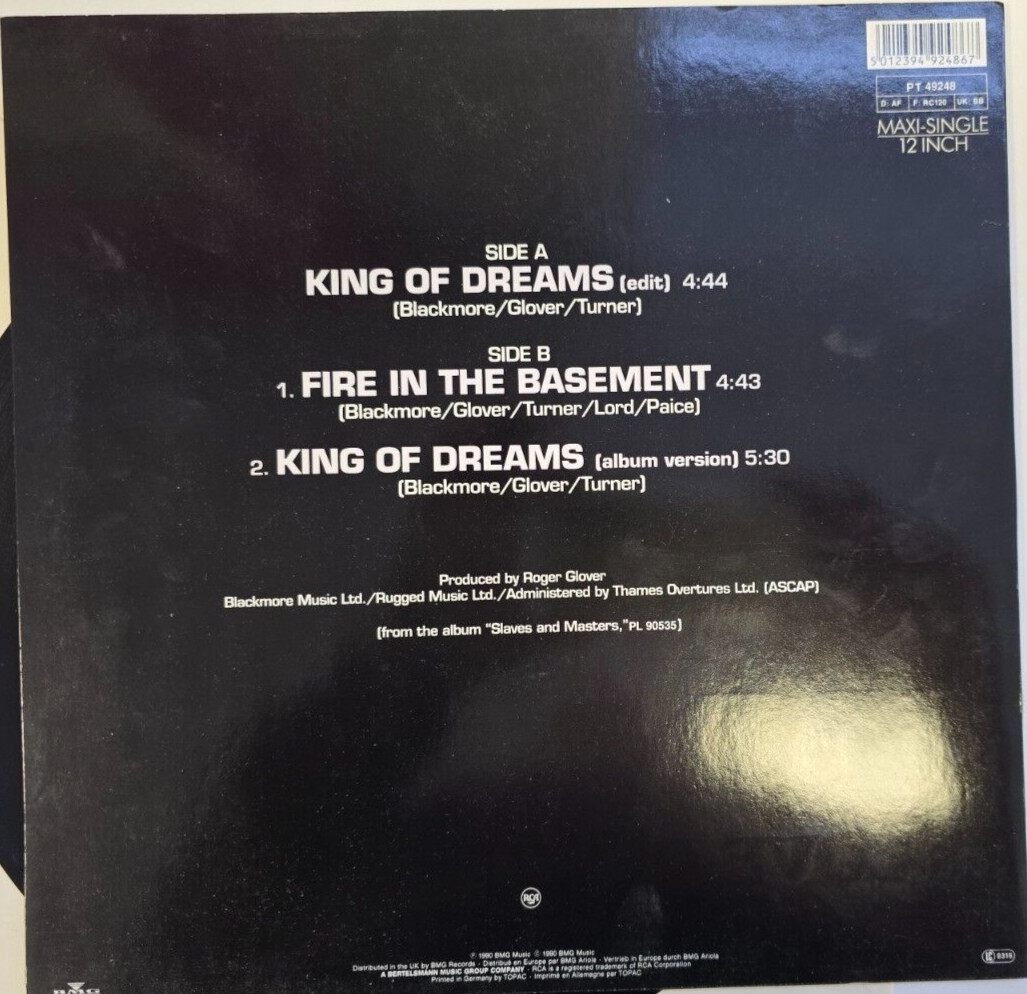 5 012394 924867
PT 49248
D: AF F: RC120 UK: BB
MAXI-SINGLE
12 INCH
SIDE A
KING OF DREAMS (edit) 4:44
(Blackmore/Glover/Turner)
SIDE B
1. FIRE IN THE BASEMENT 4:43
(Blackmore/Glover/Turner/Lord/Paice)
2. KING OF DREAMS (album version) 5:30
(Blackmore/Glover/Turner)
Produced by Roger Glover
Blackmore Music Ltd./Rugged Music Ltd./Administered by Thames Overtures Ltd. (ASCAP)
(from the album "Slaves and Masters,"PL 90535)
RCA
℗ 1990 BMG Music © 1990 BMG Music
Distributed in the UK by BMG Records · Distribué en Europe par BMG Ariola · Vertrieb in Europa durch BMG Ariola
A BERTELSMANN MUSIC GROUP COMPANY · RCA is a registered trademark of RCA Corporation
Printed in Germany by TOPAC · Imprimé en Allemagne par TOPAC
BMG
LC 0316